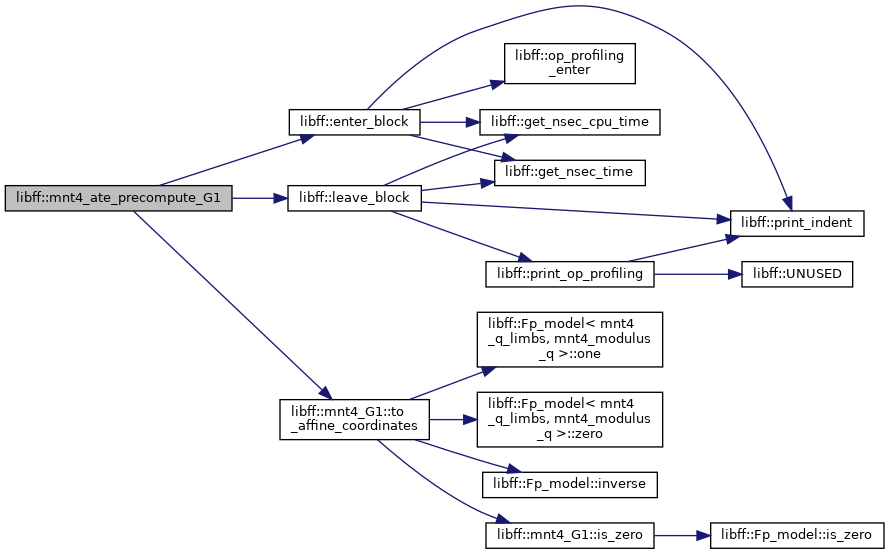 libff::op_profiling
_enter
libff::enter_block
libff::get_nsec_cpu_time
libff::get_nsec_time
libff::mnt4_ate_precompute_G1
libff::leave_block
libff::print_indent
libff::print_op_profiling
libff::UNUSED
libff::Fp_model< mnt4
_q_limbs, mnt4_modulus
_q >::one
libff::mnt4_G1::to
_affine_coordinates
libff::Fp_model< mnt4
_q_limbs, mnt4_modulus
_q >::zero
libff::Fp_model::inverse
libff::mnt4_G1::is_zero
libff::Fp_model::is_zero